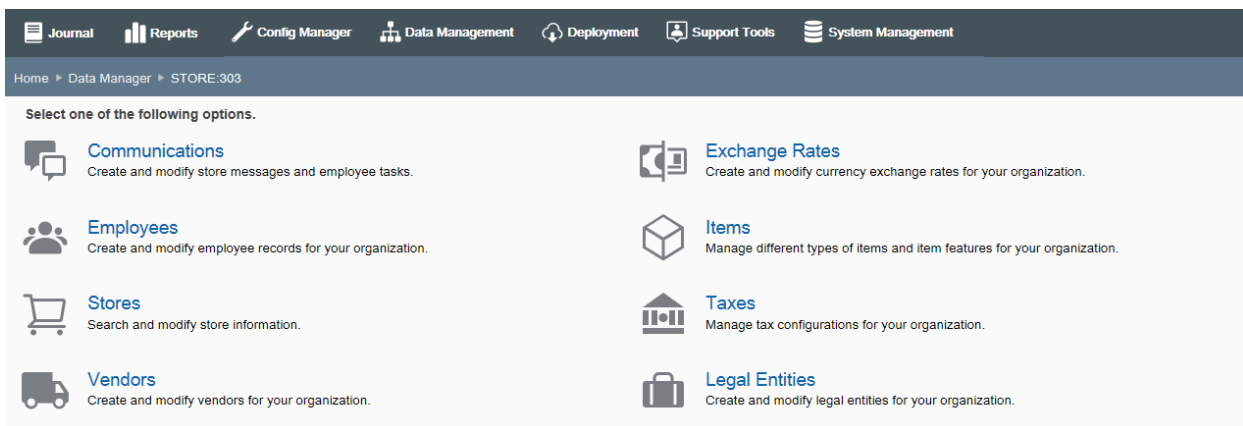 Journal Reports Config Manager Data Management Deployment Support Tools System Management
Home ▸ Data Manager ▸ STORE:303
Select one of the following options.
Communications
Create and modify store messages and employee tasks.
Exchange Rates
Create and modify currency exchange rates for your organization.
Employees
Create and modify employee records for your organization.
Items
Manage different types of items and item features for your organization.
Stores
Search and modify store information.
Taxes
Manage tax configurations for your organization.
Vendors
Create and modify vendors for your organization.
Legal Entities
Create and modify legal entities for your organization.